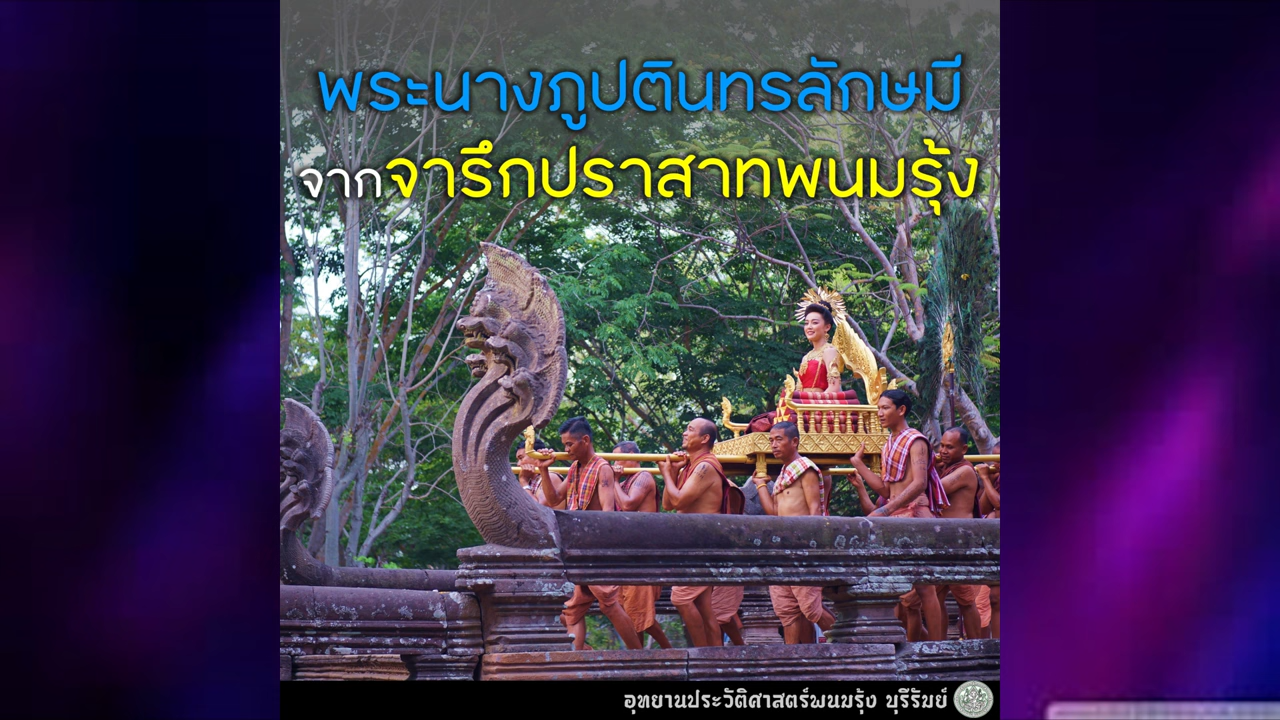 พระนางภูปตินทรลักษมี
จากจารึกปราสาทพนมรุ้ง
อุทยานประวัติศาสตร์พนมรุ้ง บุรีรัมย์